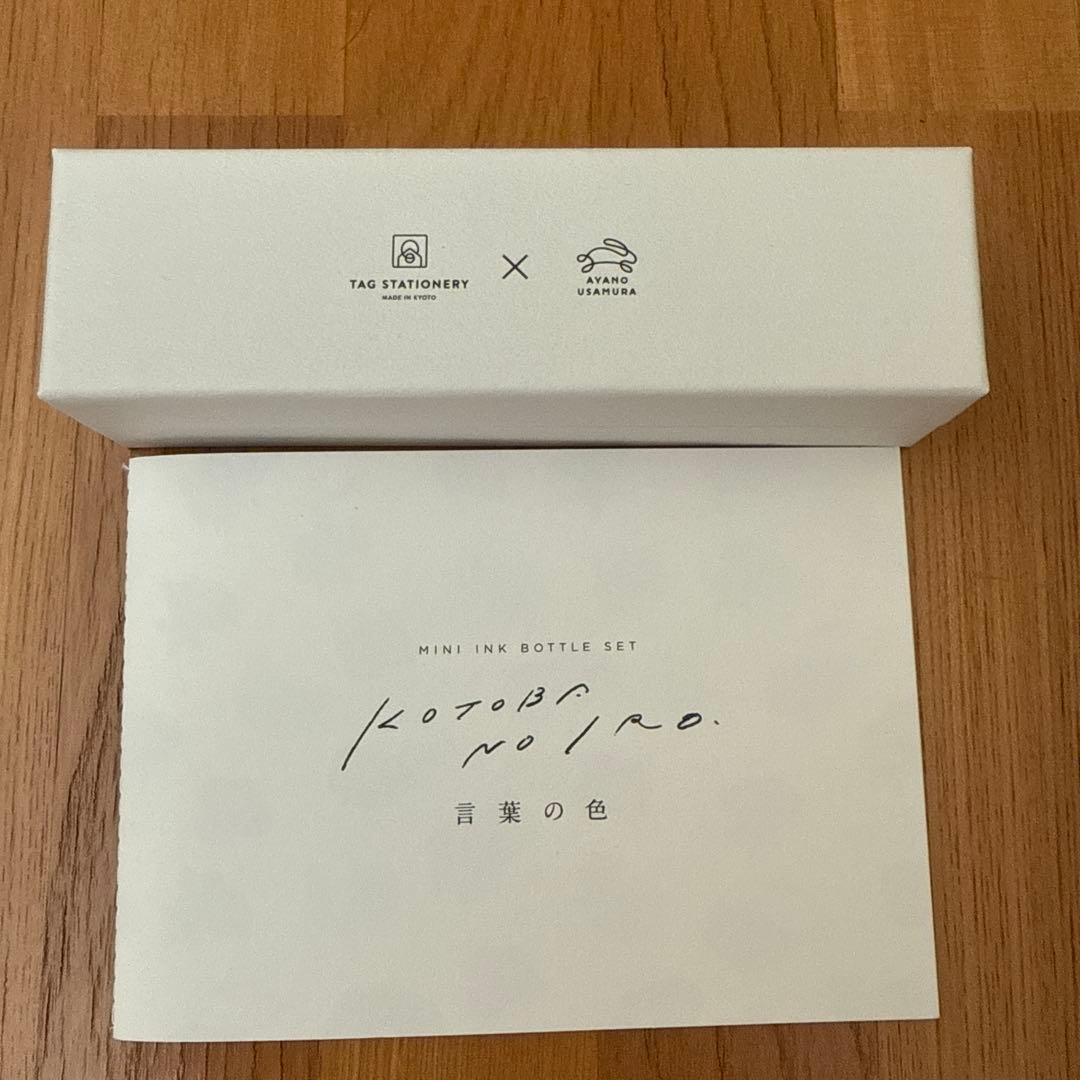 TAG STATIONERY
MADE IN KYOTO
×
AYANO
USAMURA
MINI INK BOTTLE SET
KOTOBA
NO IRO.
言葉の色